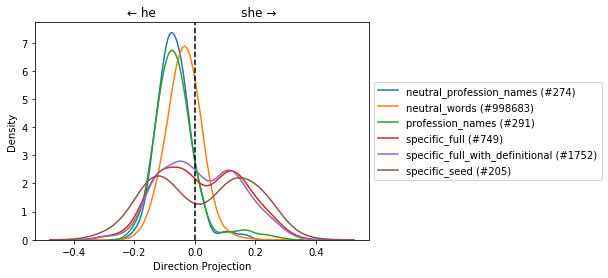 ← he
she →
7
6
5
4
3
2
1
0
Density
−0.4
−0.2
0.0
0.2
0.4
Direction Projection
neutral_profession_names (#274)
neutral_words (#998683)
profession_names (#291)
specific_full (#749)
specific_full_with_definitional (#1752)
specific_seed (#205)